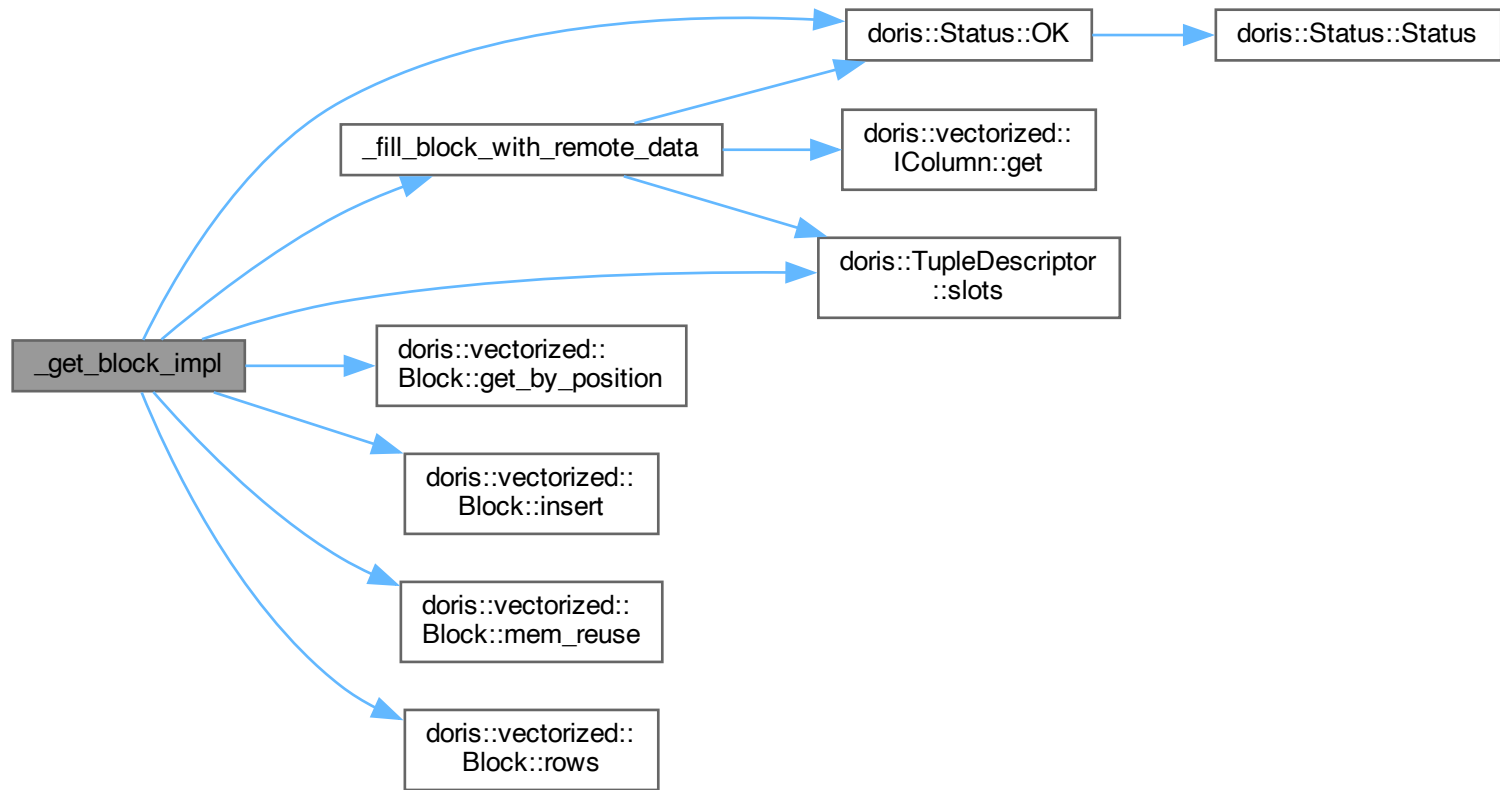 doris::Status::OK
doris::Status::Status
_fill_block_with_remote_data
doris::vectorized::
IColumn::get
doris::TupleDescriptor
::slots
_get_block_impl
doris::vectorized::
Block::get_by_position
doris::vectorized::
Block::insert
doris::vectorized::
Block::mem_reuse
doris::vectorized::
Block::rows